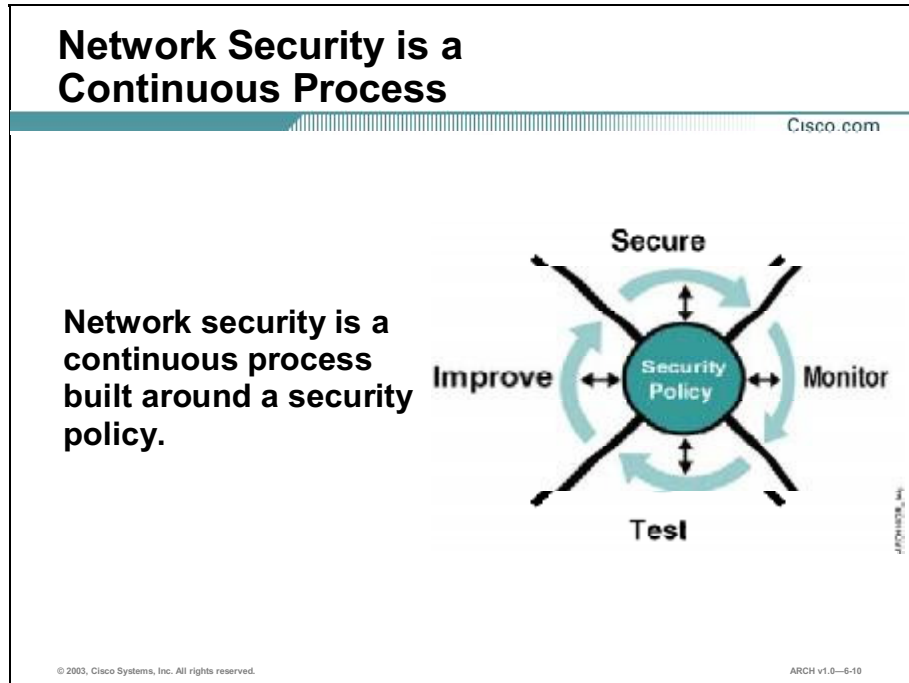 Network Security is a
Continuous Process
Cisco.com
Network security is a
continuous process
built around a security
policy.
Secure
Improve
Security
Policy
Monitor
Test
© 2003, Cisco Systems, Inc. All rights reserved.
ARCH v1.0—6-10